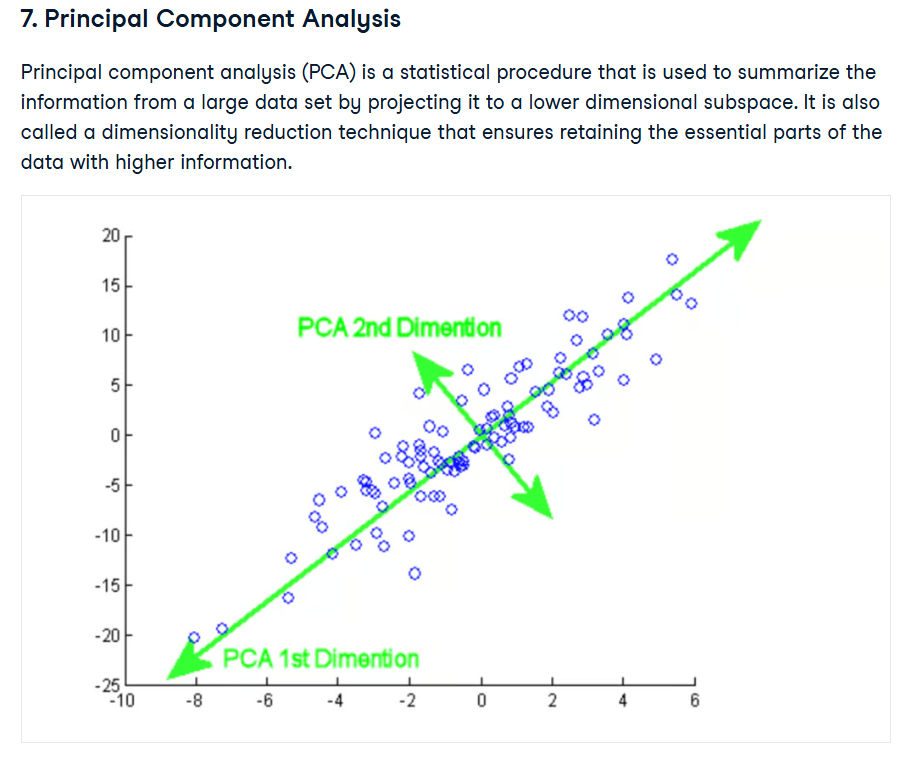 7. Principal Component Analysis
Principal component analysis (PCA) is a statistical procedure that is used to summarize the
information from a large data set by projecting it to a lower dimensional subspace. It is also
called a dimensionality reduction technique that ensures retaining the essential parts of the
data with higher information.
20
15
PCA 2nd Dimention
10
5
0
-5
-10
-15
-20
PCA 1st Dimention
-25
-10 -8 -6 -4 -2 0 2 4 6